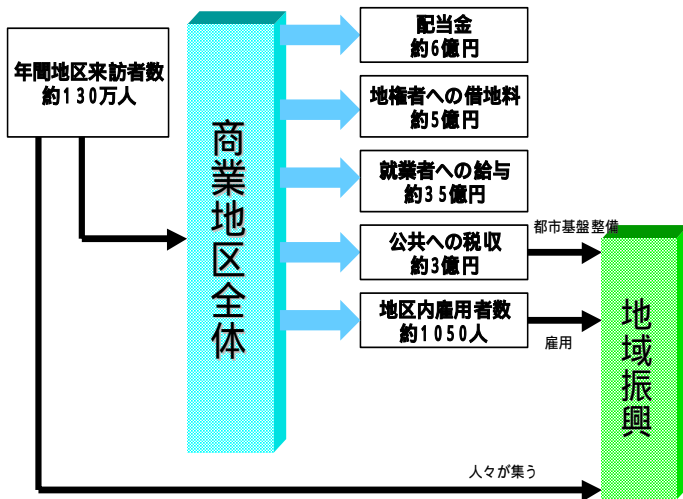 年間地区来訪者数
約130万人
商業地区全体
配当金
約6億円
地権者への借地料
約5億円
就業者への給与
約35億円
公共への税収
約3億円
地区内雇用者数
約1050人
都市基盤整備
雇用
人々が集う
地域振興